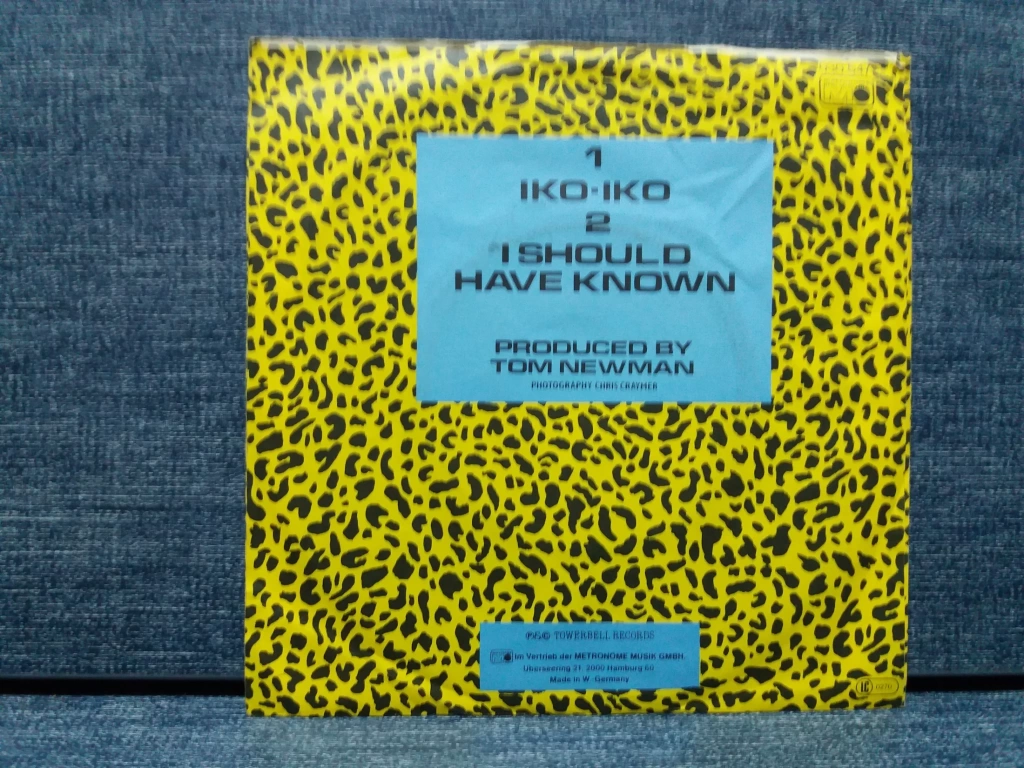 1
IKO-IKO
2
I SHOULD
HAVE KNOWN
PRODUCED BY
TOM NEWMAN
PHOTOGRAPHY CHRIS CRAYMER
℗&© TOWERBELL RECORDS
Im Vertrieb der METRONOME MUSIK GMBH.
Überseering 21 2000 Hamburg 60
Made in W. Germany